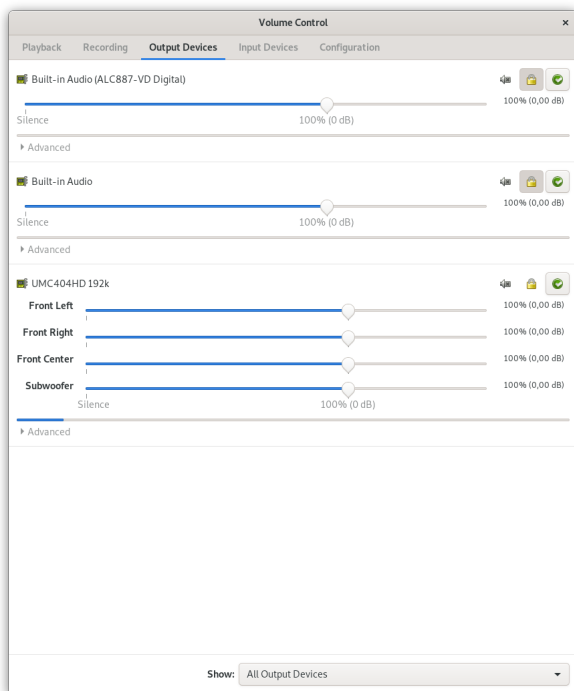 Volume Control ×
Playback Recording Output Devices Input Devices Configuration
Built-in Audio (ALC887-VD Digital)
100% (0,00 dB)
Silence 100% (0 dB)
Advanced
Built-in Audio
100% (0,00 dB)
Silence 100% (0 dB)
Advanced
UMC404HD 192k
Front Left 100% (0,00 dB)
Front Right 100% (0,00 dB)
Front Center 100% (0,00 dB)
Subwoofer 100% (0,00 dB)
Silence 100% (0 dB)
Advanced
Show: All Output Devices